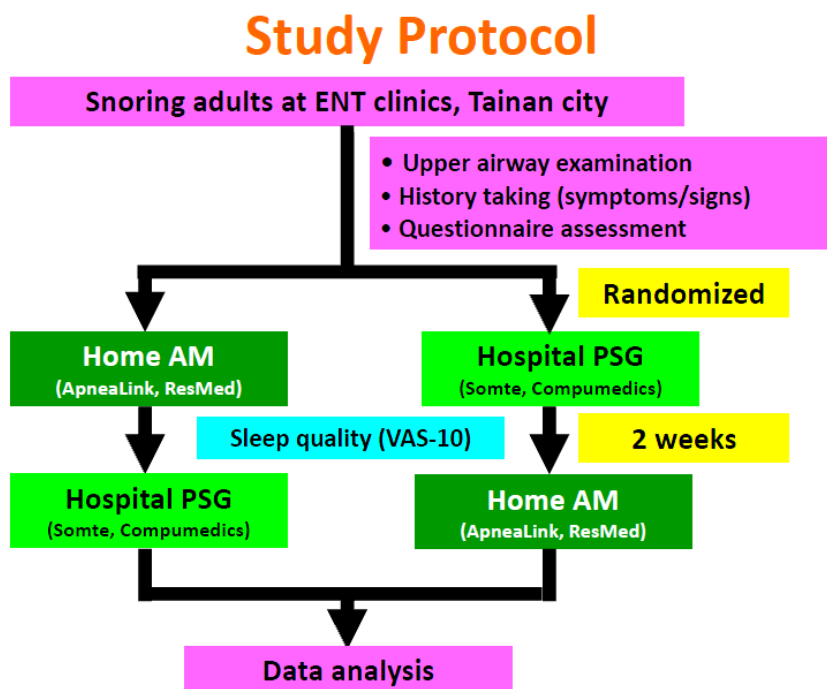 Study Protocol
Snoring adults at ENT clinics, Tainan city
• Upper airway examination
• History taking (symptoms/signs)
• Questionnaire assessment
Randomized
Home AM
(ApneaLink, ResMed)
Hospital PSG
(Somte, Compumedics)
Sleep quality (VAS-10)
2 weeks
Hospital PSG
(Somte, Compumedics)
Home AM
(ApneaLink, ResMed)
Data analysis